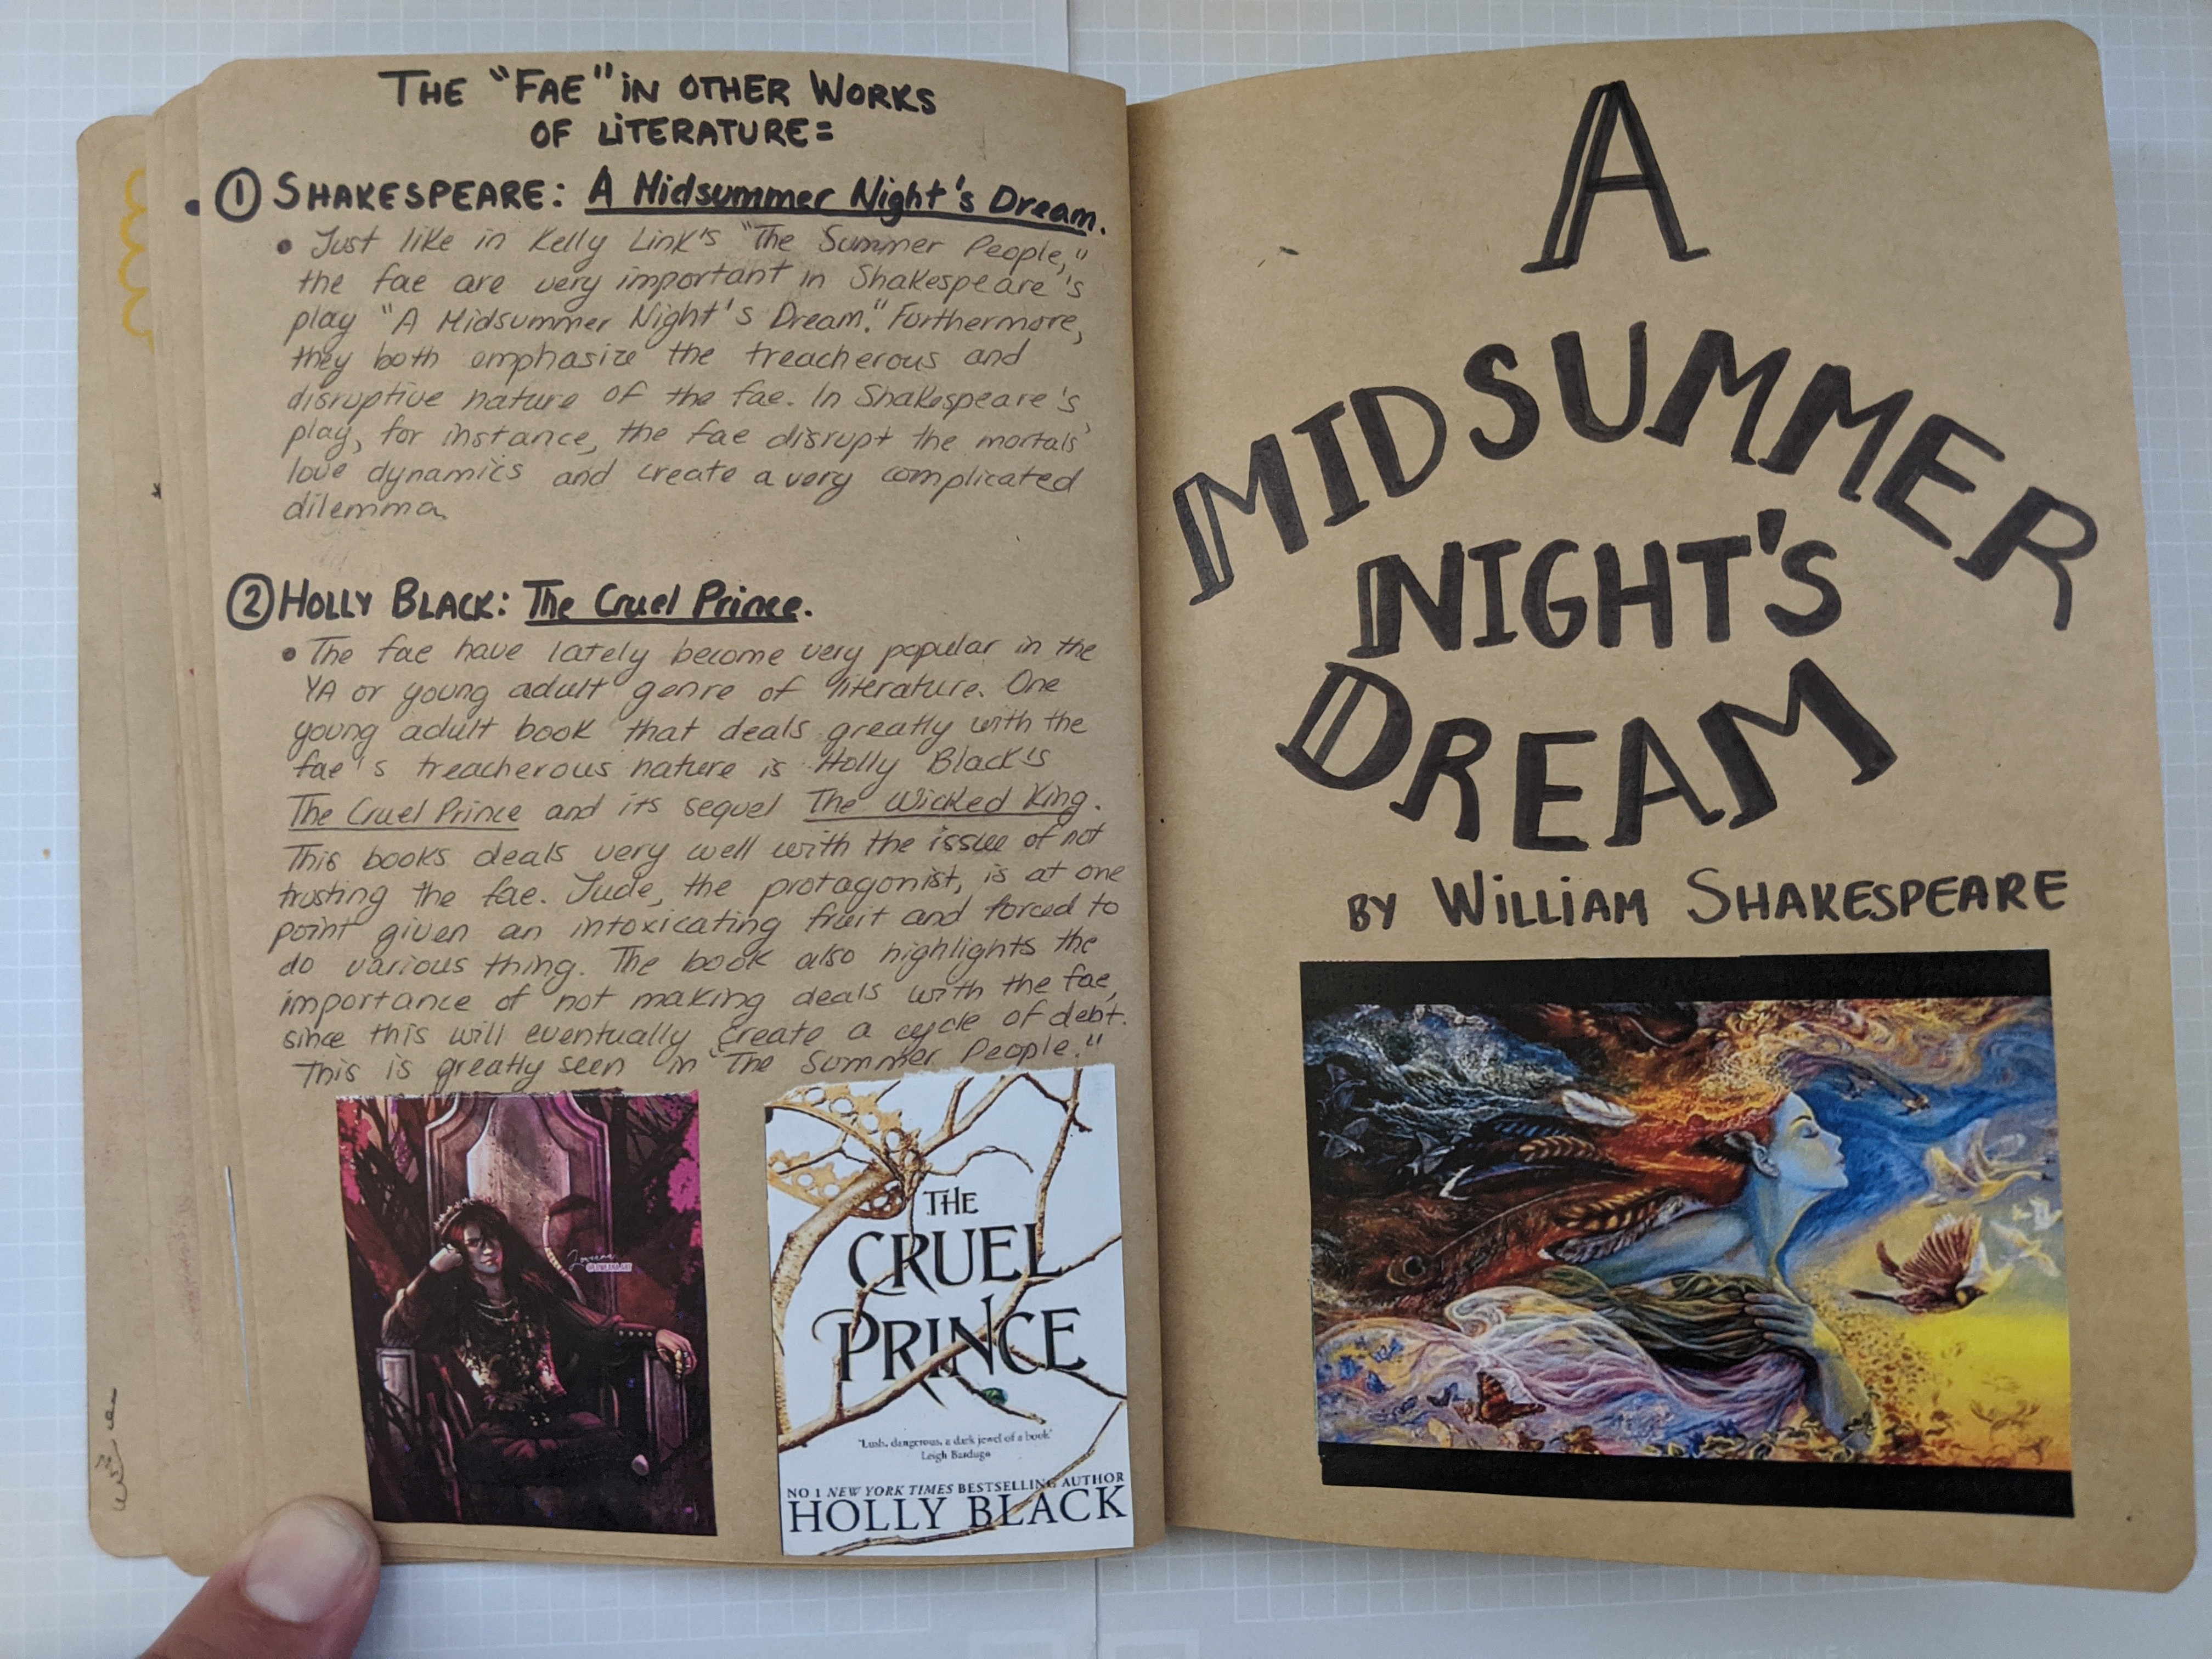 THE "FAE" IN OTHER WORKS
OF LITERATURE=
① SHAKESPEARE: A Midsummer Night's Dream.
• Just like in Kelly Link's "The Summer People,"
the fae are very important in Shakespeare's
play "A Midsummer Night's Dream." Furthermore,
they both emphasize the treacherous and
disruptive nature of the fae. In Shakespeare's
play, for instance, the fae disrupt the mortals'
love dynamics and create a very complicated
dilemma.
② HOLLY BLACK: The Cruel Prince.
• The fae have lately become very popular in the
YA or young adult genre of literature. One
young adult book that deals greatly with the
fae's treacherous nature is Holly Black's
The Cruel Prince and its sequel The Wicked King.
This books deals very well with the issue of not
trusting the fae. Jude, the protagonist, is at one
point given an intoxicating fruit and forced to
do various thing. The book also highlights the
importance of not making deals with the fae,
since this will eventually create a cycle of debt.
This is greatly seen in "The Summer People."
THE
CRUEL
PRINCE
'Lush, dangerous, a dark jewel of a book'
Leigh Bardugo
NO 1 NEW YORK TIMES BESTSELLING AUTHOR
HOLLY BLACK
A
MIDSUMMER
NIGHT'S
DREAM
BY WILLIAM SHAKESPEARE